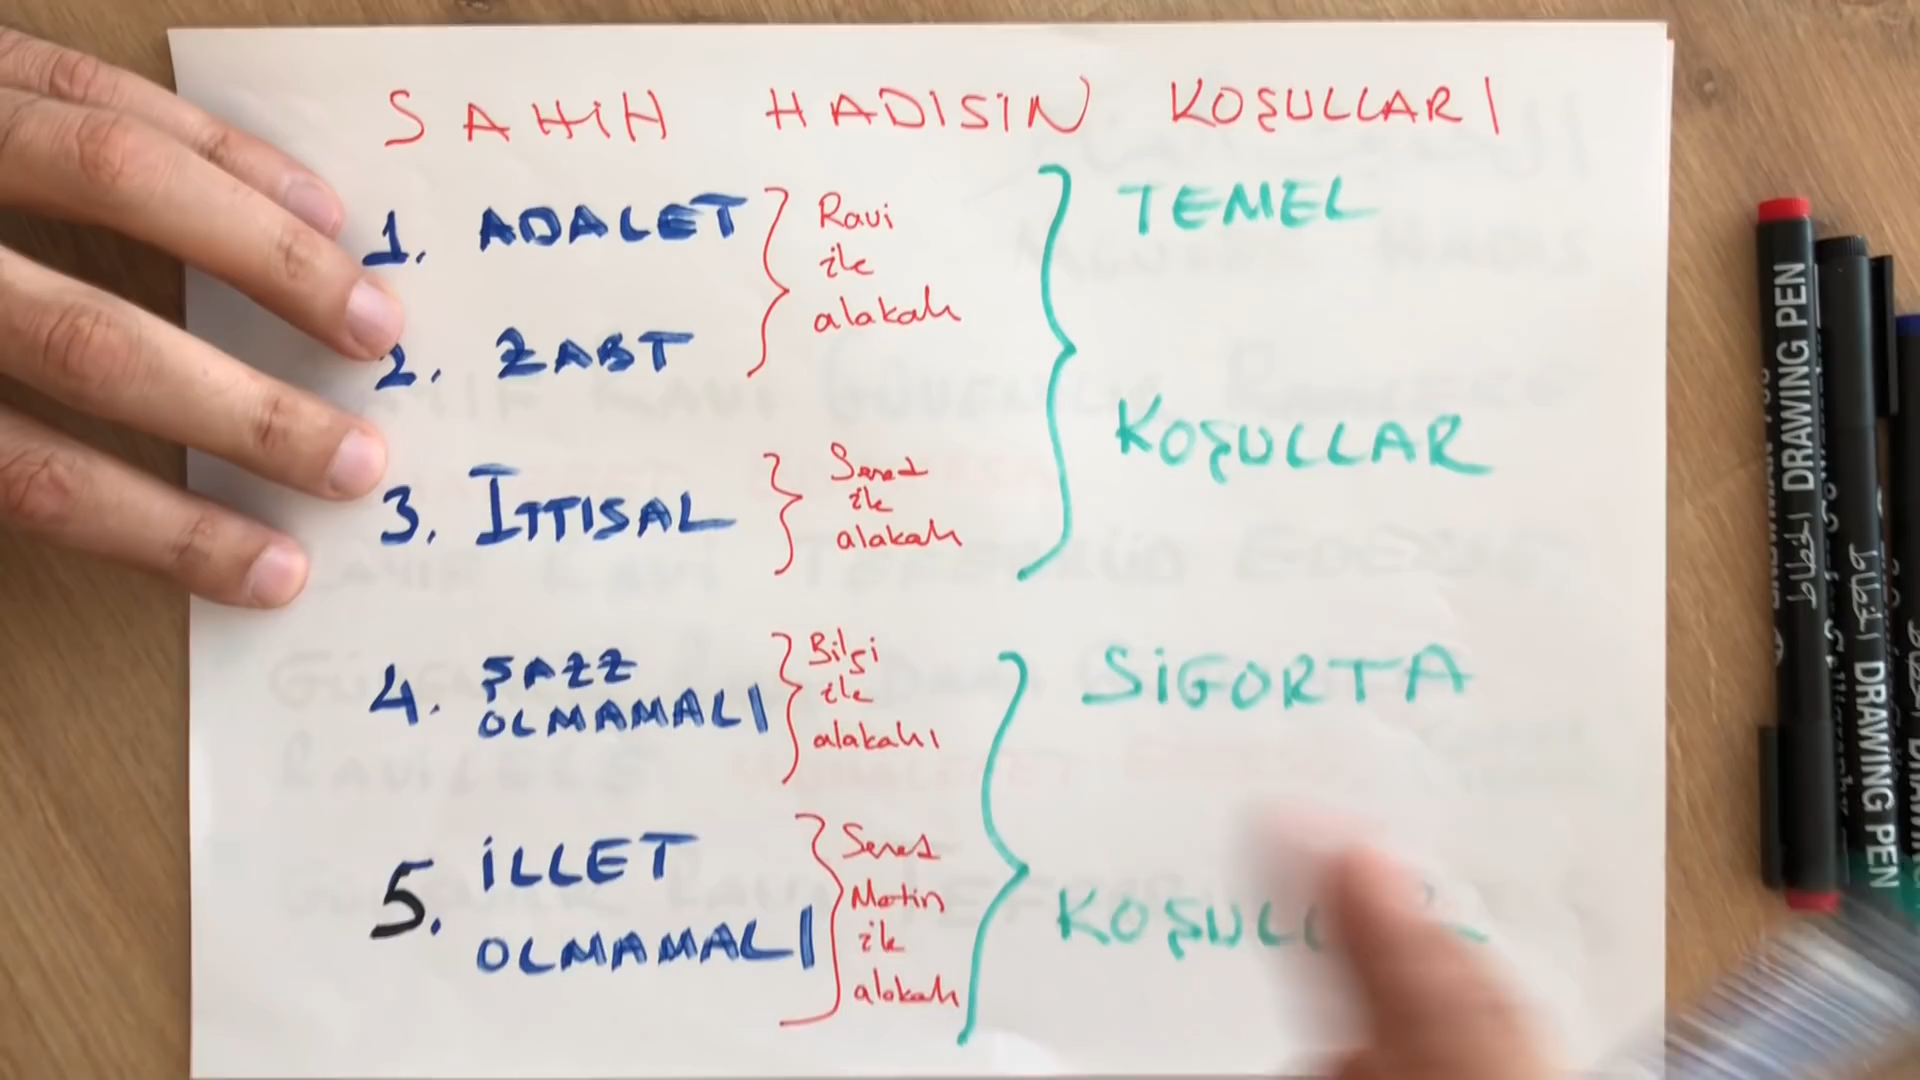 SAHİH HADİSİN KOŞULLARI
1. ADALET
2. ZABT
Ravi
ile
alakalı
3. İTTİSAL
Sened
ile
alakalı
TEMEL
KOŞULLAR
4. ŞAZZ
OLMAMALI
Bilgi
ile
alakalı
5. İLLET
OLMAMALI
Sened
Metin
ile
alakalı
SİGORTA
DRAWING PEN
DRAWING PEN